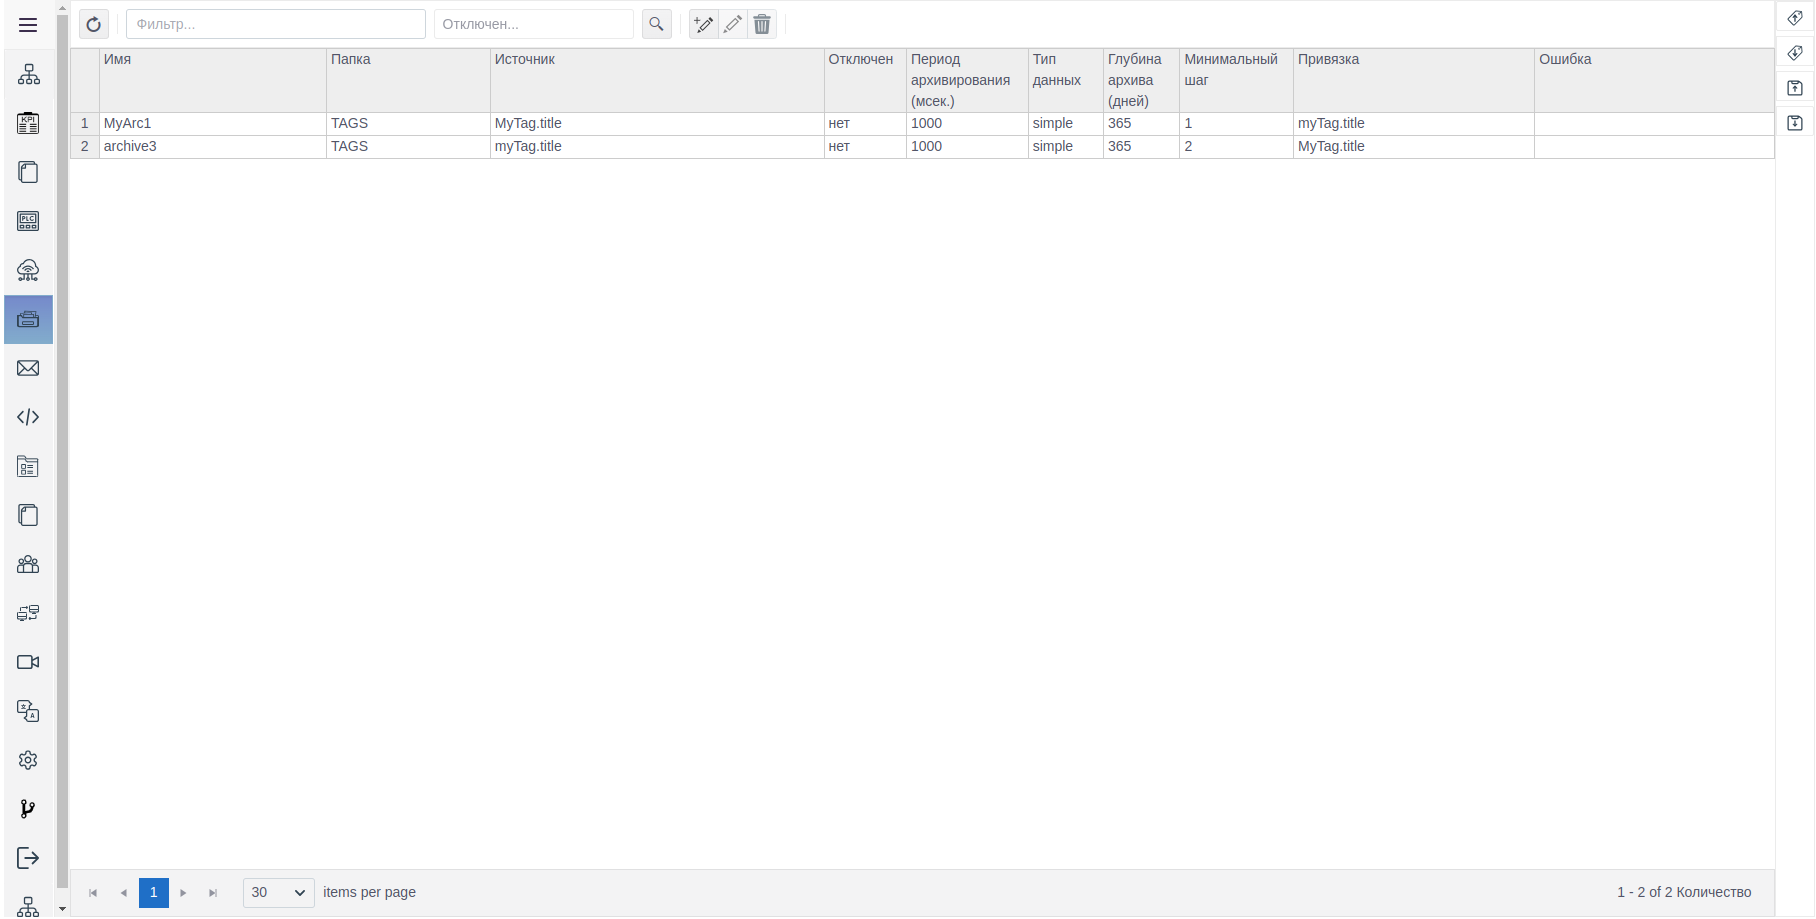 Фильтр...
Отключен...
Имя
Папка
Источник
Отключен
Период архивирования (мсек.)
Тип данных
Глубина архива (дней)
Минимальный шаг
Привязка
Ошибка
1 MyArc1 TAGS MyTag.title нет 1000 simple 365 1 myTag.title
2 archive3 TAGS myTag.title нет 1000 simple 365 2 MyTag.title
KPI
PLC
A
1
30
items per page
1 - 2 of 2 Количество